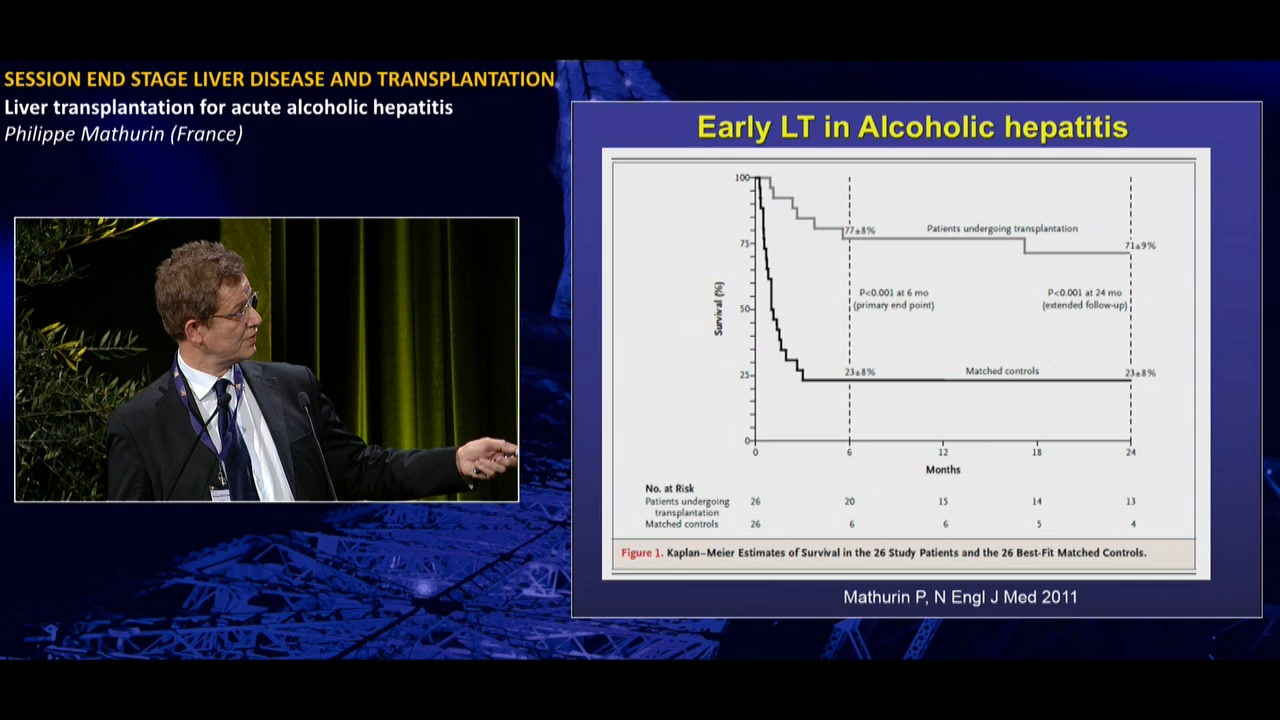 SESSION END STAGE LIVER DISEASE AND TRANSPLANTATION
Liver transplantation for acute alcoholic hepatitis
Philippe Mathurin (France)
Early LT in Alcoholic hepatitis
100
75
50
25
0
Survival (%)
77±8%
Patients undergoing transplantation
71±9%
P<0.001 at 6 mo
(primary end point)
P<0.001 at 24 mo
(extended follow-up)
23±8%
Matched controls
23±8%
0 6 12 18 24
Months
No. at Risk
Patients undergoing
transplantation
26 20 15 14 13
Matched controls 26 6 6 5 4
Figure 1. Kaplan–Meier Estimates of Survival in the 26 Study Patients and the 26 Best-Fit Matched Controls.
Mathurin P, N Engl J Med 2011